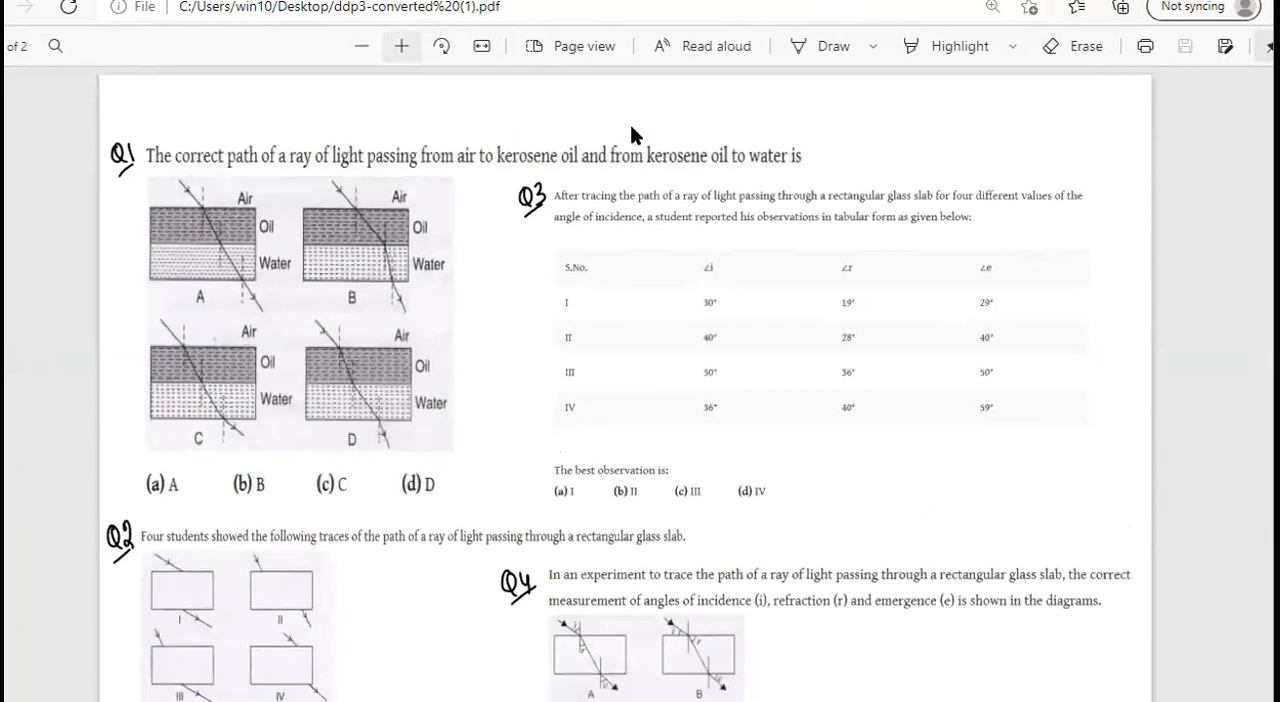 File
C:/Users/win10/Desktop/ddp3-converted%20(1).pdf
Not syncing
of 2
Page view
Read aloud
Draw
Highlight
Erase
Q1 The correct path of a ray of light passing from air to kerosene oil and from kerosene oil to water is
Air
Oil
Water
A
Air
Oil
Water
B
Air
Oil
Water
C
Air
Oil
Water
D
(a) A (b) B (c) C (d) D
Q3 After tracing the path of a ray of light passing through a rectangular glass slab for four different values of the
angle of incidence, a student reported his observations in tabular form as given below:
S.No. ∠i ∠r ∠e
I 30° 19° 29°
II 40° 28° 40°
III 50° 36° 50°
IV 36° 40° 59°
The best observation is:
(a) I (b) II (c) III (d) IV
Q2 Four students showed the following traces of the path of a ray of light passing through a rectangular glass slab.
I II
III IV
Q4 In an experiment to trace the path of a ray of light passing through a rectangular glass slab, the correct
measurement of angles of incidence (i), refraction (r) and emergence (e) is shown in the diagrams.
A B